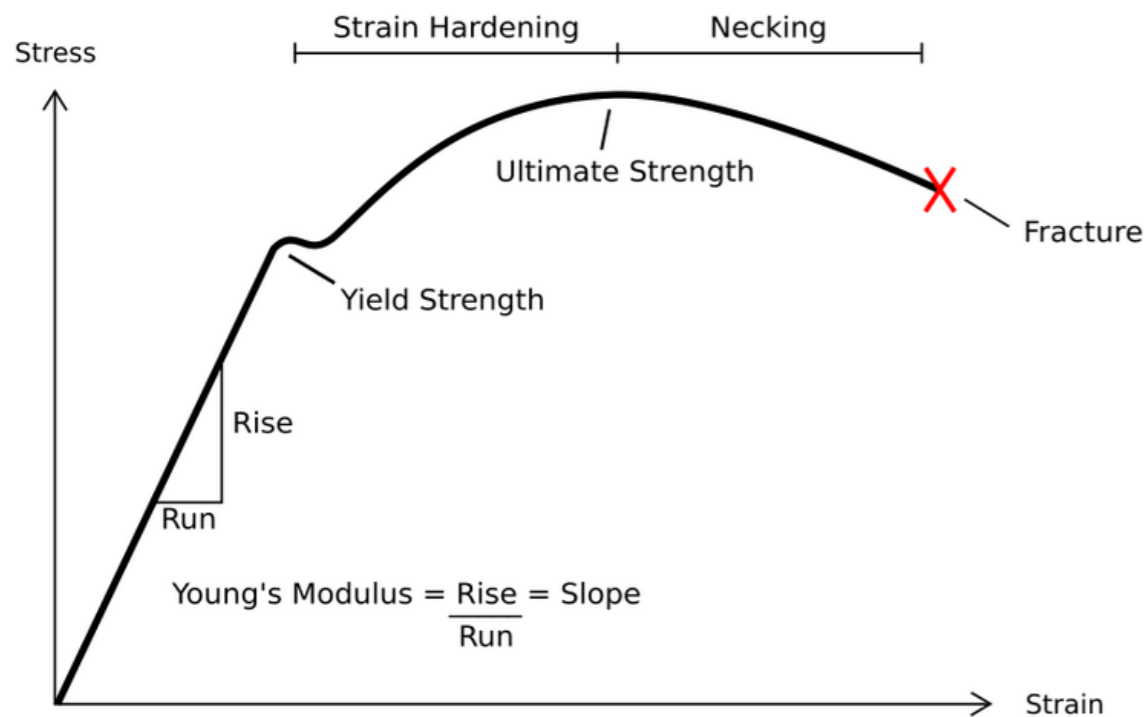 Strain Hardening
Necking
Stress
Ultimate Strength
Fracture
Yield Strength
Rise
Run
Young's Modulus = Rise = Slope
Run
Strain